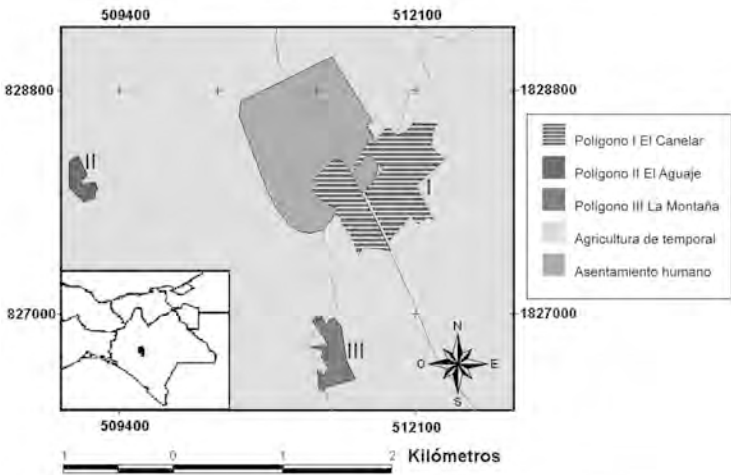 509400 512100
828800 1828800
II
I
Polígono I El Canelar
Polígono II El Aguaje
Polígono III La Montaña
Agricultura de temporal
Asentamiento humano
827000 1827000
III
N
O E
S
509400 512100
1 0 1 2 Kilómetros